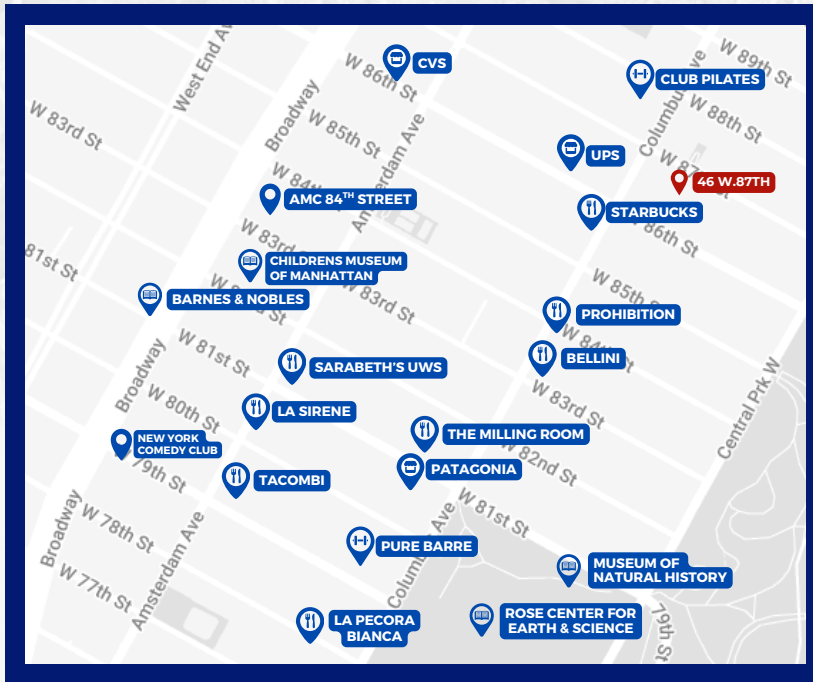 West End Av
W 89th St
CVS
W 86th St
CLUB PILATES
Columbus Ave
W 88th St
W 83rd St
Broadway
W 85th St
Amsterdam Ave
UPS
W 87th
46 W.87TH
W 84th
AMC 84TH STREET
STARBUCKS
W 86th St
81st St
W 83rd St
CHILDRENS MUSEUM
OF MANHATTAN
W 83rd St
W 85th St
BARNES & NOBLES
PROHIBITION
W 81st St
W 84th St
BELLINI
SARABETH'S UWS
Broadway
W 80th St
LA SIRENE
W 83rd St
Central Prk W
NEW YORK
COMEDY CLUB
THE MILLING ROOM
W 79th St
TACOMBI
PATAGONIA
W 82nd St
Broadway
W 78th St
Amsterdam Ave
W 81st St
PURE BARRE
Columbus Ave
W 77th St
MUSEUM OF
NATURAL HISTORY
LA PECORA
BIANCA
ROSE CENTER FOR
EARTH & SCIENCE
79th St